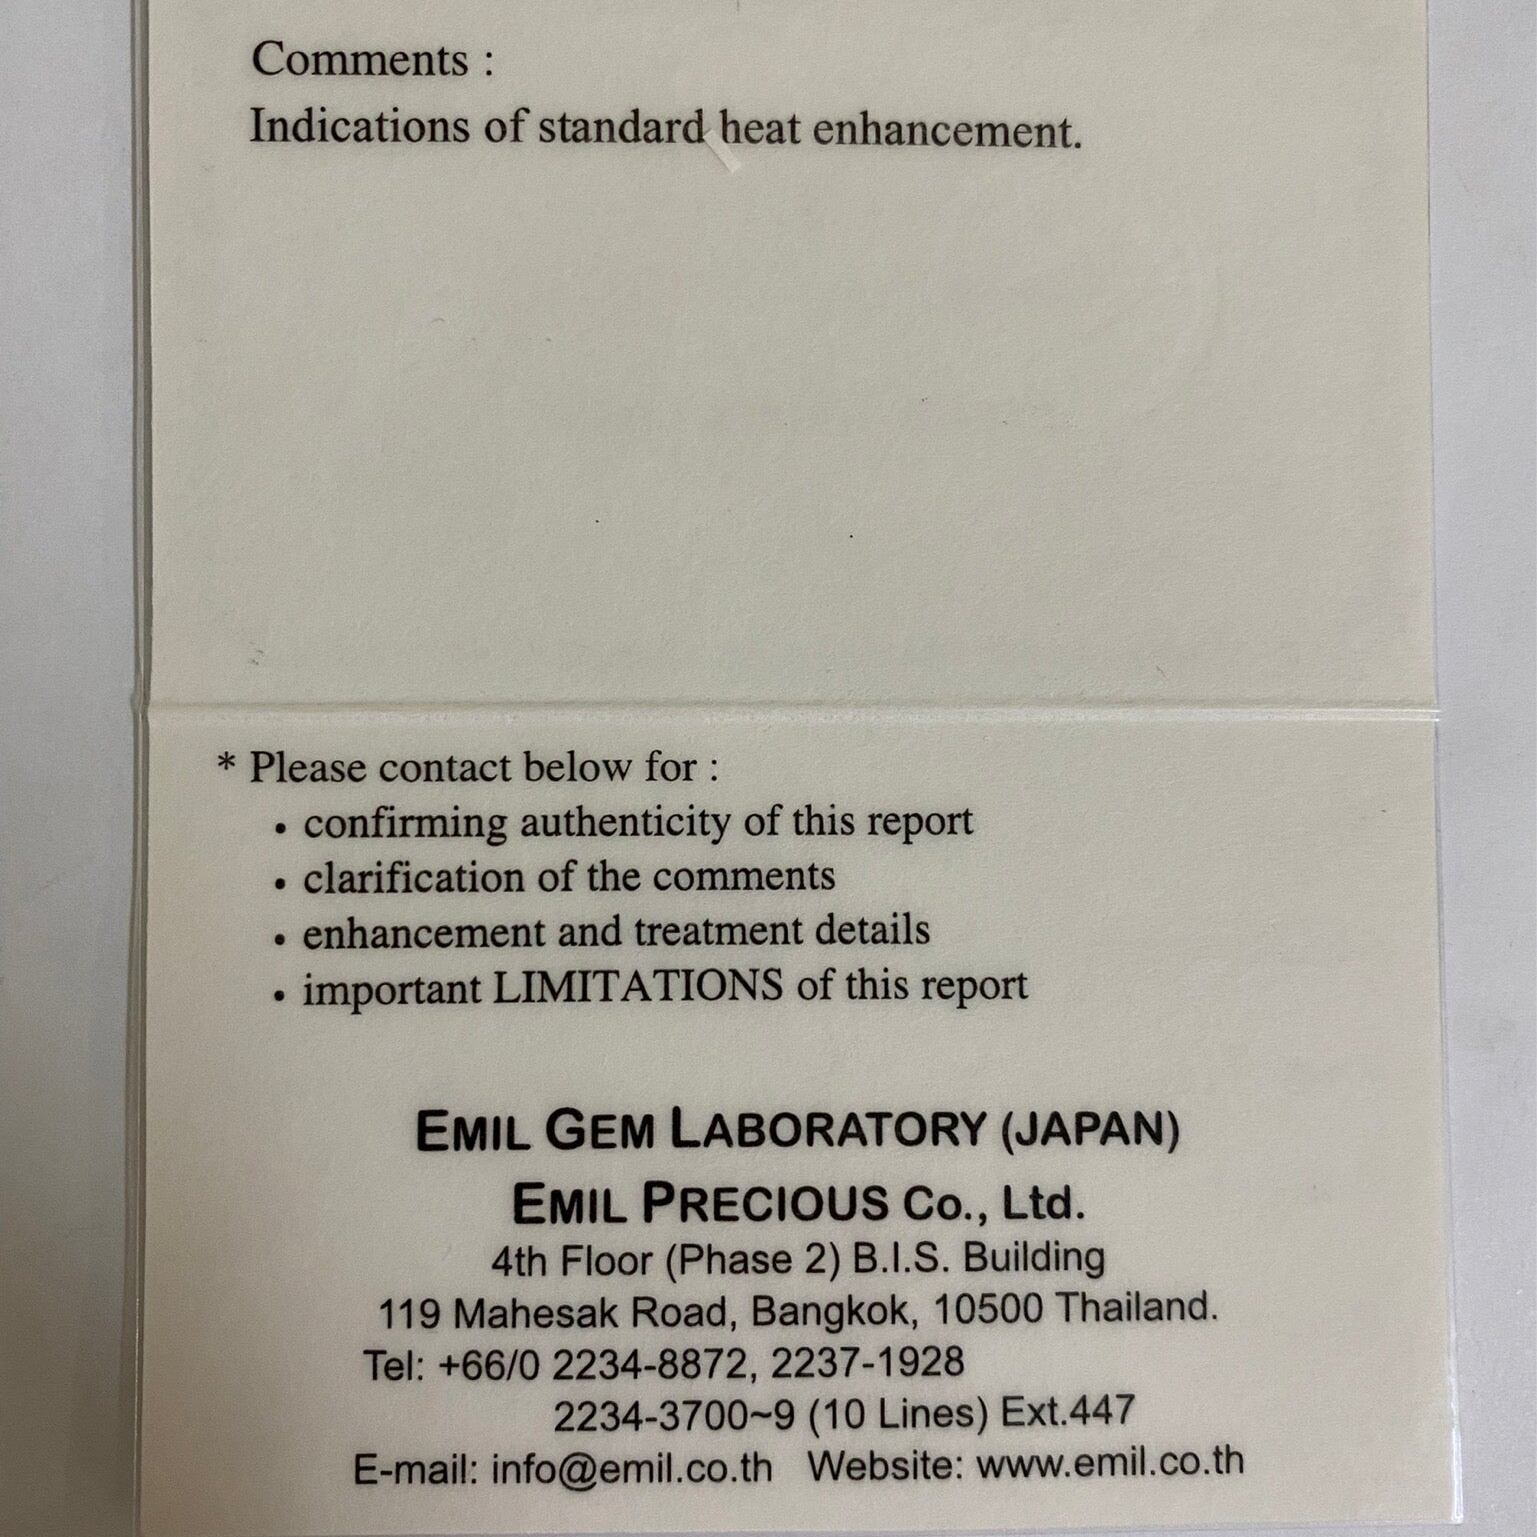 Comments :
Indications of standard heat enhancement.
* Please contact below for :
• confirming authenticity of this report
• clarification of the comments
• enhancement and treatment details
• important LIMITATIONS of this report
EMIL GEM LABORATORY (JAPAN)
EMIL PRECIOUS Co., Ltd.
4th Floor (Phase 2) B.I.S. Building
119 Mahesak Road, Bangkok, 10500 Thailand.
Tel: +66/0 2234-8872, 2237-1928
2234-3700~9 (10 Lines) Ext.447
E-mail: info@emil.co.th Website: www.emil.co.th